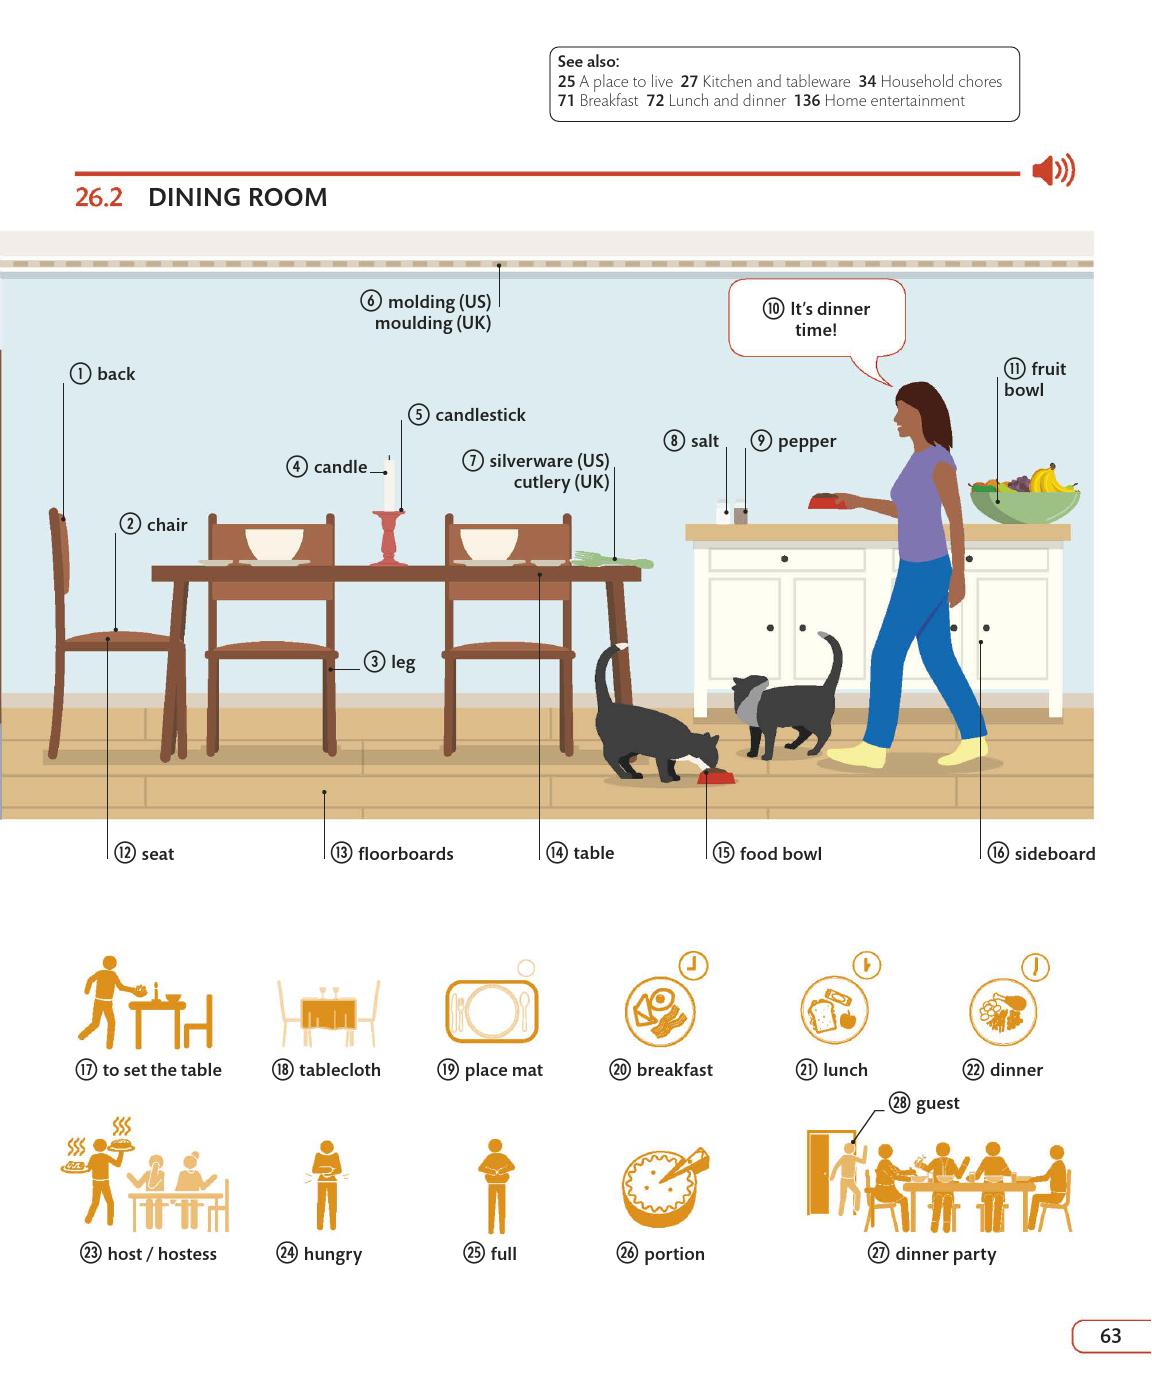 See also:
25 A place to live 27 Kitchen and tableware 34 Household chores
71 Breakfast 72 Lunch and dinner 136 Home entertainment
26.2 DINING ROOM
6 molding (US)
moulding (UK)
10 It's dinner
time!
1 back
11 fruit
bowl
5 candlestick
8 salt
9 pepper
4 candle
7 silverware (US)
cutlery (UK)
2 chair
3 leg
12 seat
13 floorboards
14 table
15 food bowl
16 sideboard
17 to set the table
18 tablecloth
19 place mat
20 breakfast
21 lunch
22 dinner
28 guest
23 host / hostess
24 hungry
25 full
26 portion
27 dinner party
63